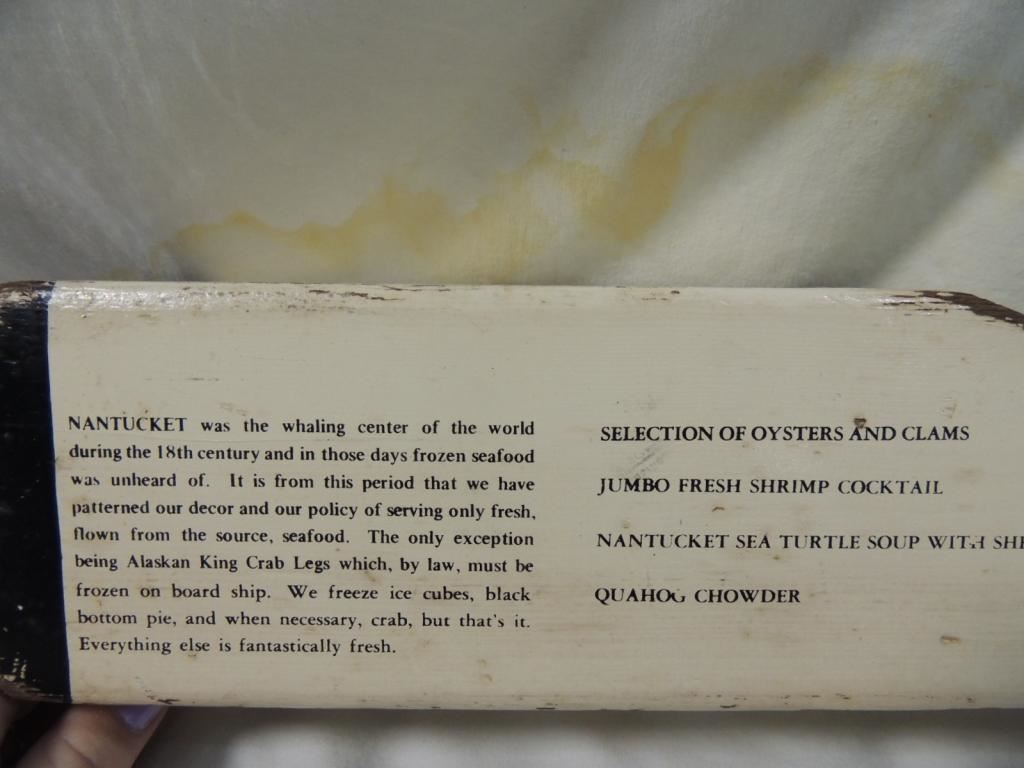 NANTUCKET was the whaling center of the world
during the 18th century and in those days frozen seafood
was unheard of. It is from this period that we have
patterned our decor and our policy of serving only fresh,
flown from the source, seafood. The only exception
being Alaskan King Crab Legs which, by law, must be
frozen on board ship. We freeze ice cubes, black
bottom pie, and when necessary, crab, but that's it.
Everything else is fantastically fresh.
SELECTION OF OYSTERS AND CLAMS
JUMBO FRESH SHRIMP COCKTAIL
NANTUCKET SEA TURTLE SOUP WITH
QUAHOG CHOWDER